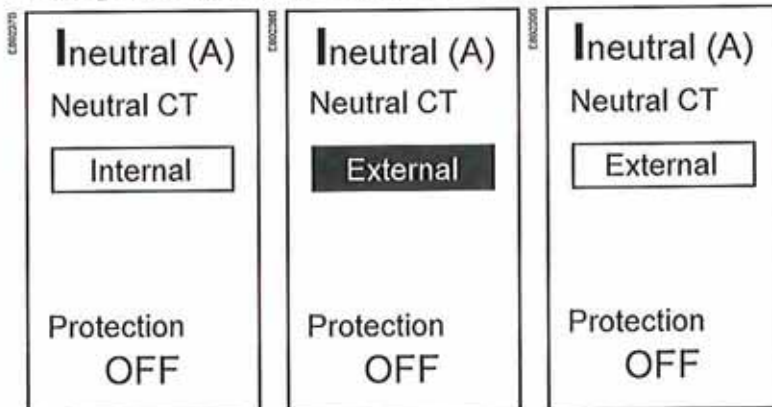 Ineutral (A)
Neutral CT
Internal
Protection
OFF
Ineutral (A)
Neutral CT
External
Protection
OFF
Ineutral (A)
Neutral CT
External
Protection
OFF